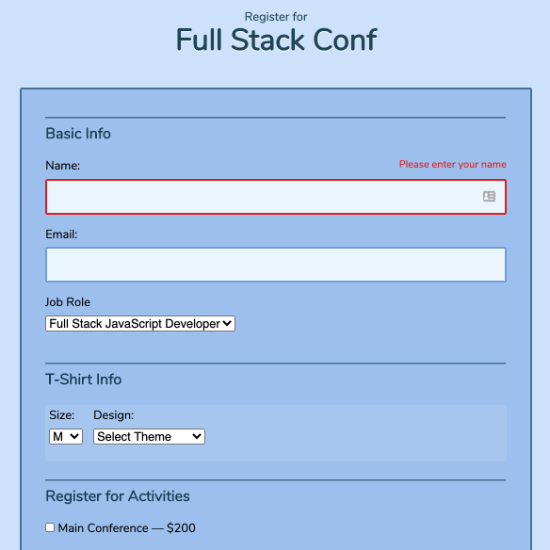 Register for
Full Stack Conf
Basic Info
Name: Please enter your name
Email:
Job Role
Full Stack JavaScript Developer
T-Shirt Info
Size: Design:
M Select Theme
Register for Activities
Main Conference — $200